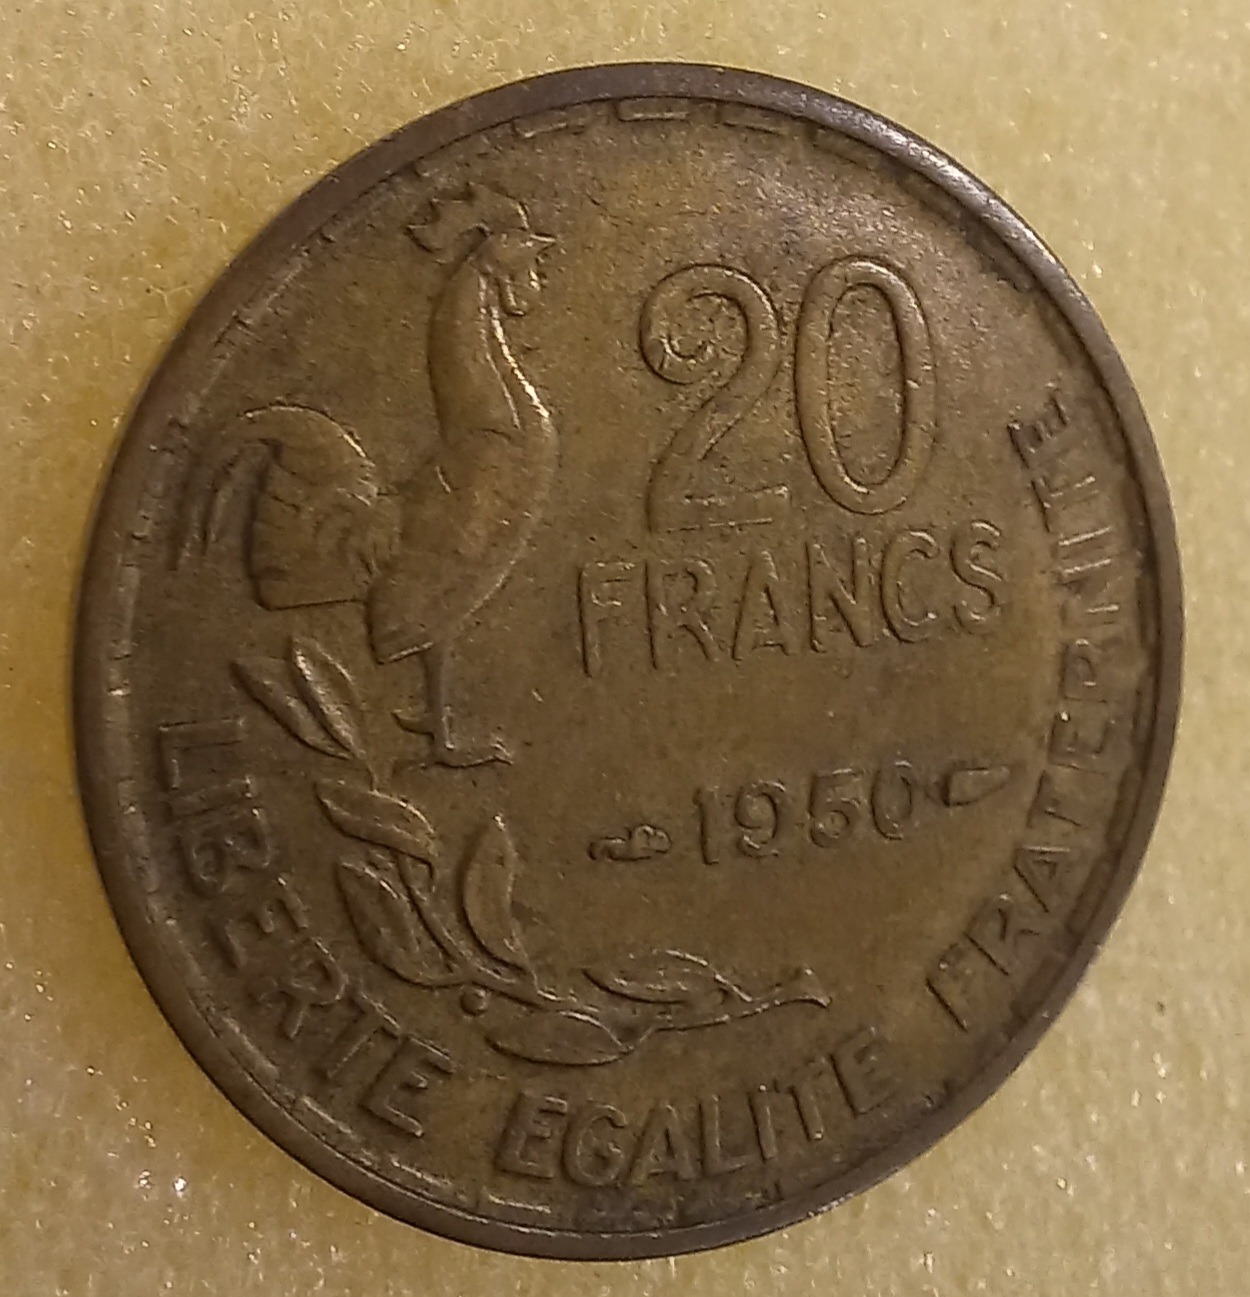 20
FRANCS
1950
LIBERTE EGALITE FRATERNITE